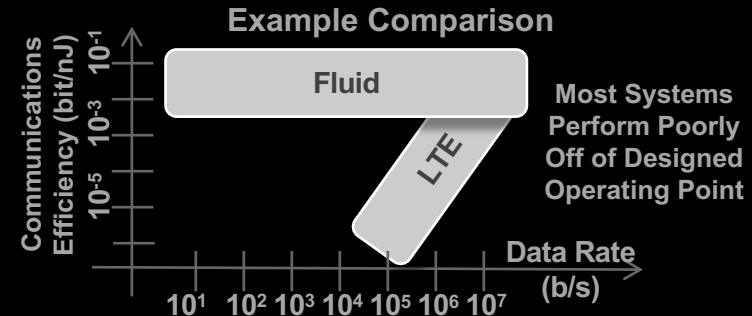 Example Comparison
Communications
Efficiency (bit/nJ)
10⁻¹
10⁻³
10⁻⁵
Fluid
LTE
Most Systems
Perform Poorly
Off of Designed
Operating Point
Data Rate
(b/s)
10¹ 10² 10³ 10⁴ 10⁵ 10⁶ 10⁷